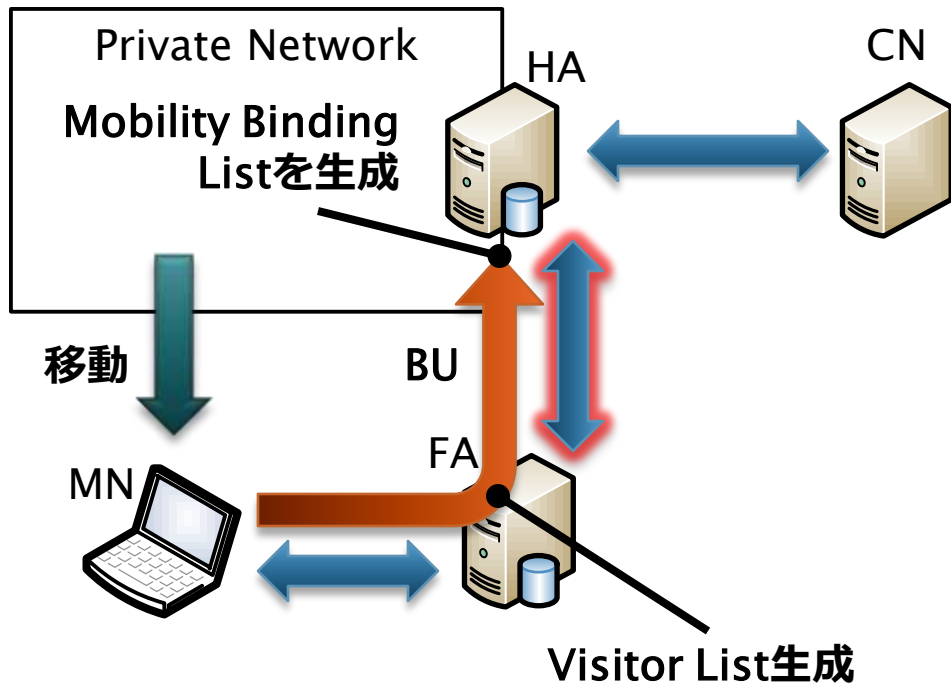 Private Network
HA
CN
Mobility Binding
Listを生成
移動
BU
FA
MN
Visitor List生成